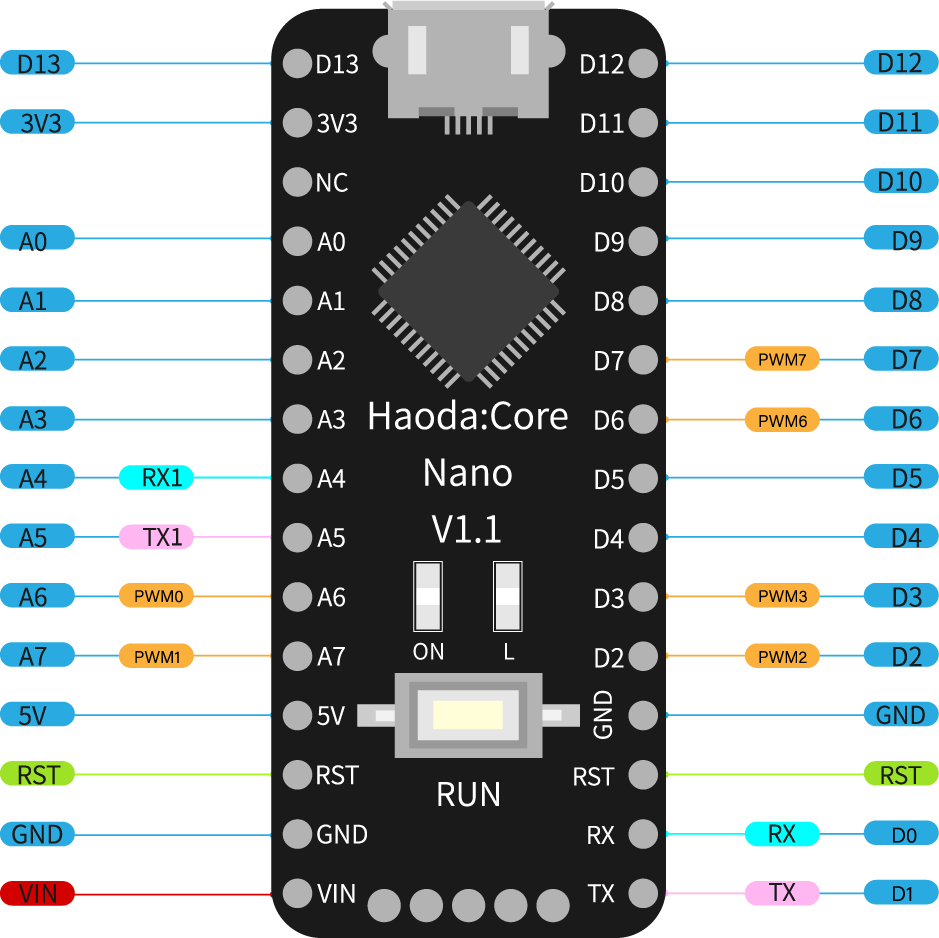 D13 D13 D12 D12
3V3 3V3 D11 D11
NC D10 D10
A0 A0 D9 D9
A1 A1 D8 D8
A2 A2 D7 PWM7 D7
A3 A3 Haoda:Core D6 PWM6 D6
A4 RX1 A4 Nano D5 D5
A5 TX1 A5 V1.1 D4 D4
A6 PWM0 A6 D3 PWM3 D3
A7 PWM1 A7 ON L D2 PWM2 D2
5V 5V GND GND
RST RST RUN RST RST
GND GND RX RX D0
VIN VIN TX TX D1